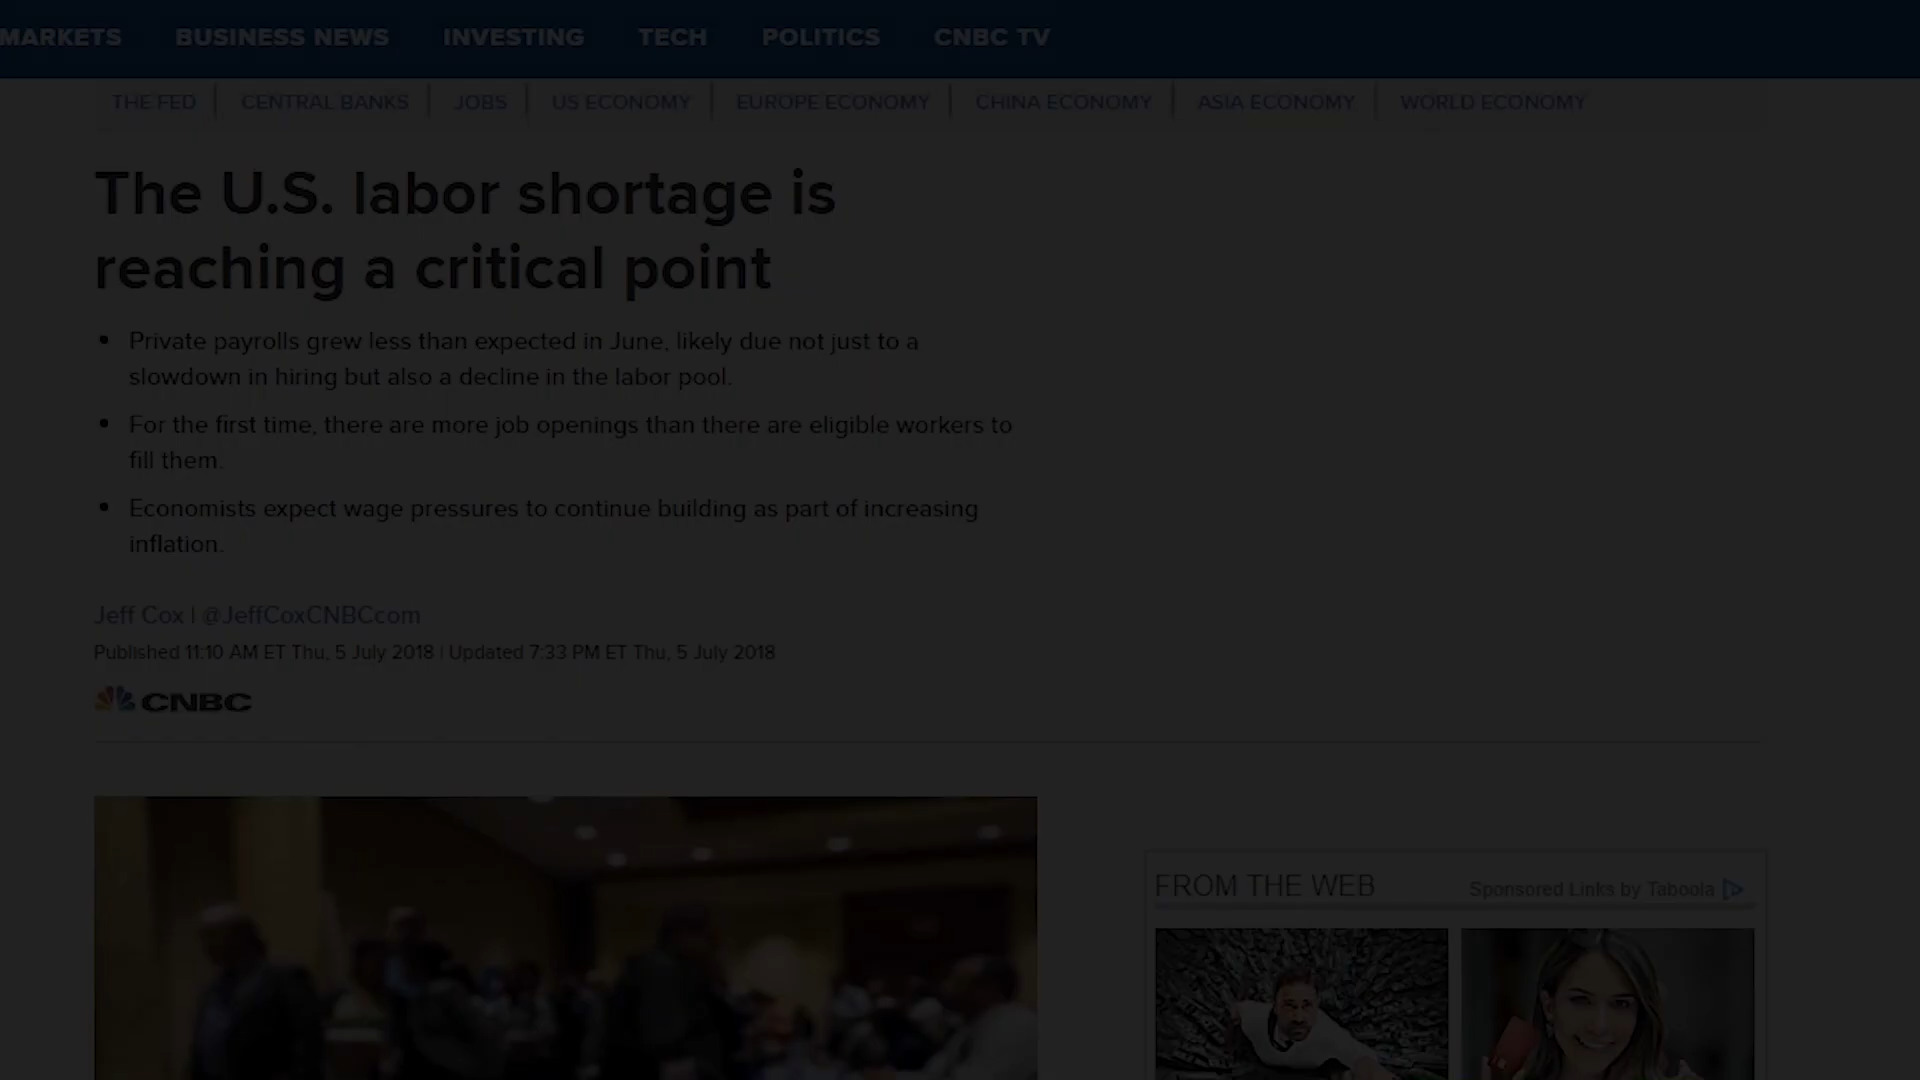 MARKETS BUSINESS NEWS INVESTING TECH POLITICS CNBC TV
THE FED CENTRAL BANKS JOBS US ECONOMY EUROPE ECONOMY CHINA ECONOMY ASIA ECONOMY WORLD ECONOMY
The U.S. labor shortage is
reaching a critical point
• Private payrolls grew less than expected in June, likely due not just to a
slowdown in hiring but also a decline in the labor pool.
• For the first time, there are more job openings than there are eligible workers to
fill them.
• Economists expect wage pressures to continue building as part of increasing
inflation.
Jeff Cox | @JeffCoxCNBCcom
Published 11:10 AM ET Thu, 5 July 2018 | Updated 7:33 PM ET Thu, 5 July 2018
CNBC
FROM THE WEB Sponsored Links by Taboola